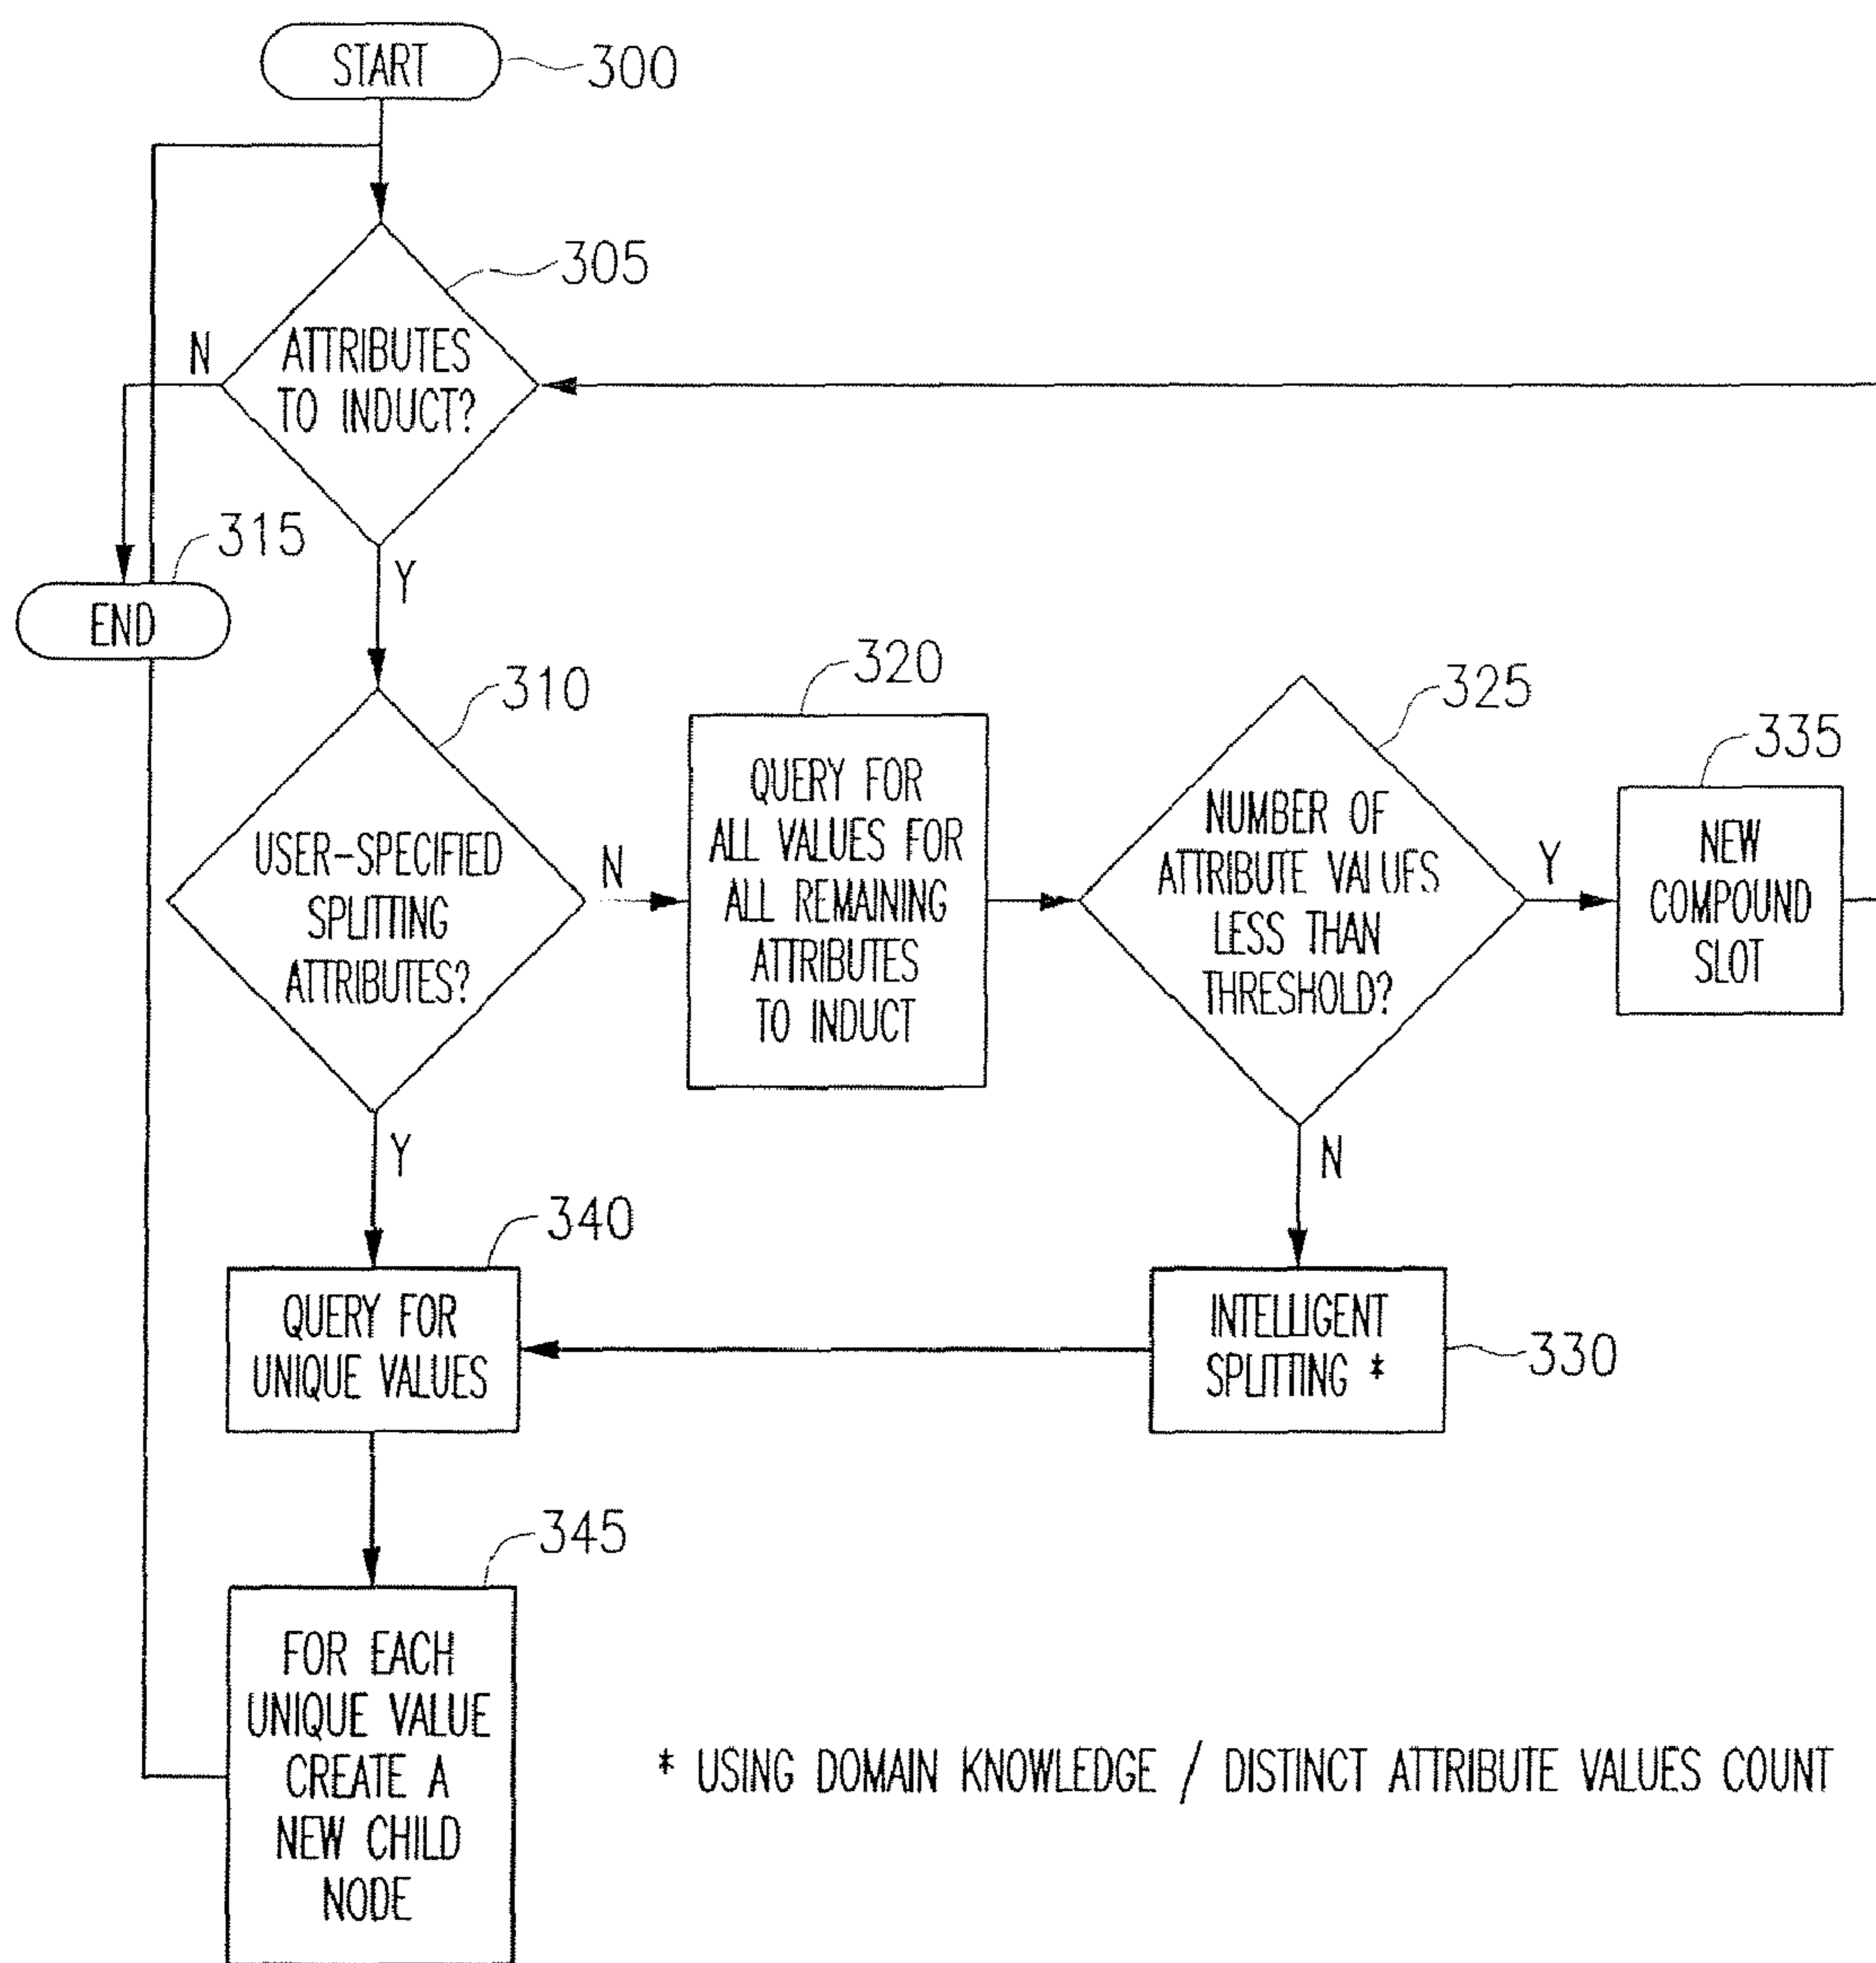 START
300
305
ATTRIBUTES
TO INDUCT?
N
Y
315
END
310
USER-SPECIFIED
SPLITTING
ATTRIBUTES?
N
Y
320
QUERY FOR
ALL VALUES FOR
ALL REMAINING
ATTRIBUTES
TO INDUCT
325
NUMBER OF
ATTRIBUTE VALUES
LESS THAN
THRESHOLD?
Y
N
335
NEW
COMPOUND
SLOT
340
QUERY FOR
UNIQUE VALUES
INTELLIGENT
SPLITTING *
330
345
FOR EACH
UNIQUE VALUE
CREATE A
NEW CHILD
NODE
* USING DOMAIN KNOWLEDGE / DISTINCT ATTRIBUTE VALUES COUNT